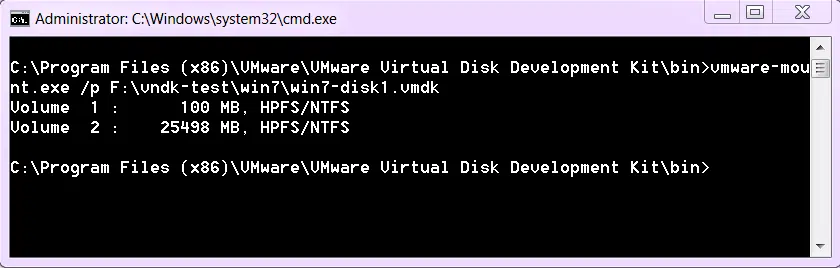 Administrator: C:\Windows\system32\cmd.exe
C:\Program Files (x86)\VMware\VMware Virtual Disk Development Kit\bin>vmware-mou
nt.exe /p F:\vndk-test\win7\win7-disk1.vmdk
Volume  1 :      100 MB, HPFS/NTFS
Volume  2 :    25498 MB, HPFS/NTFS
C:\Program Files (x86)\VMware\VMware Virtual Disk Development Kit\bin>